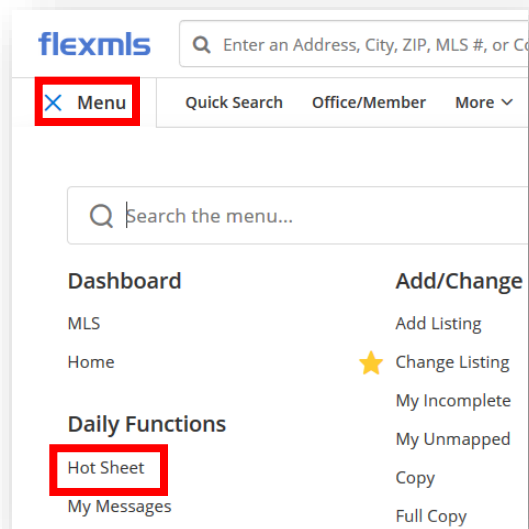 flexmls
Enter an Address, City, ZIP, MLS #, or
Menu
Quick Search
Office/Member
More
Search the menu...
Dashboard
MLS
Home
Daily Functions
Hot Sheet
My Messages
Add/Change
Add Listing
Change Listing
My Incomplete
My Unmapped
Copy
Full Copy